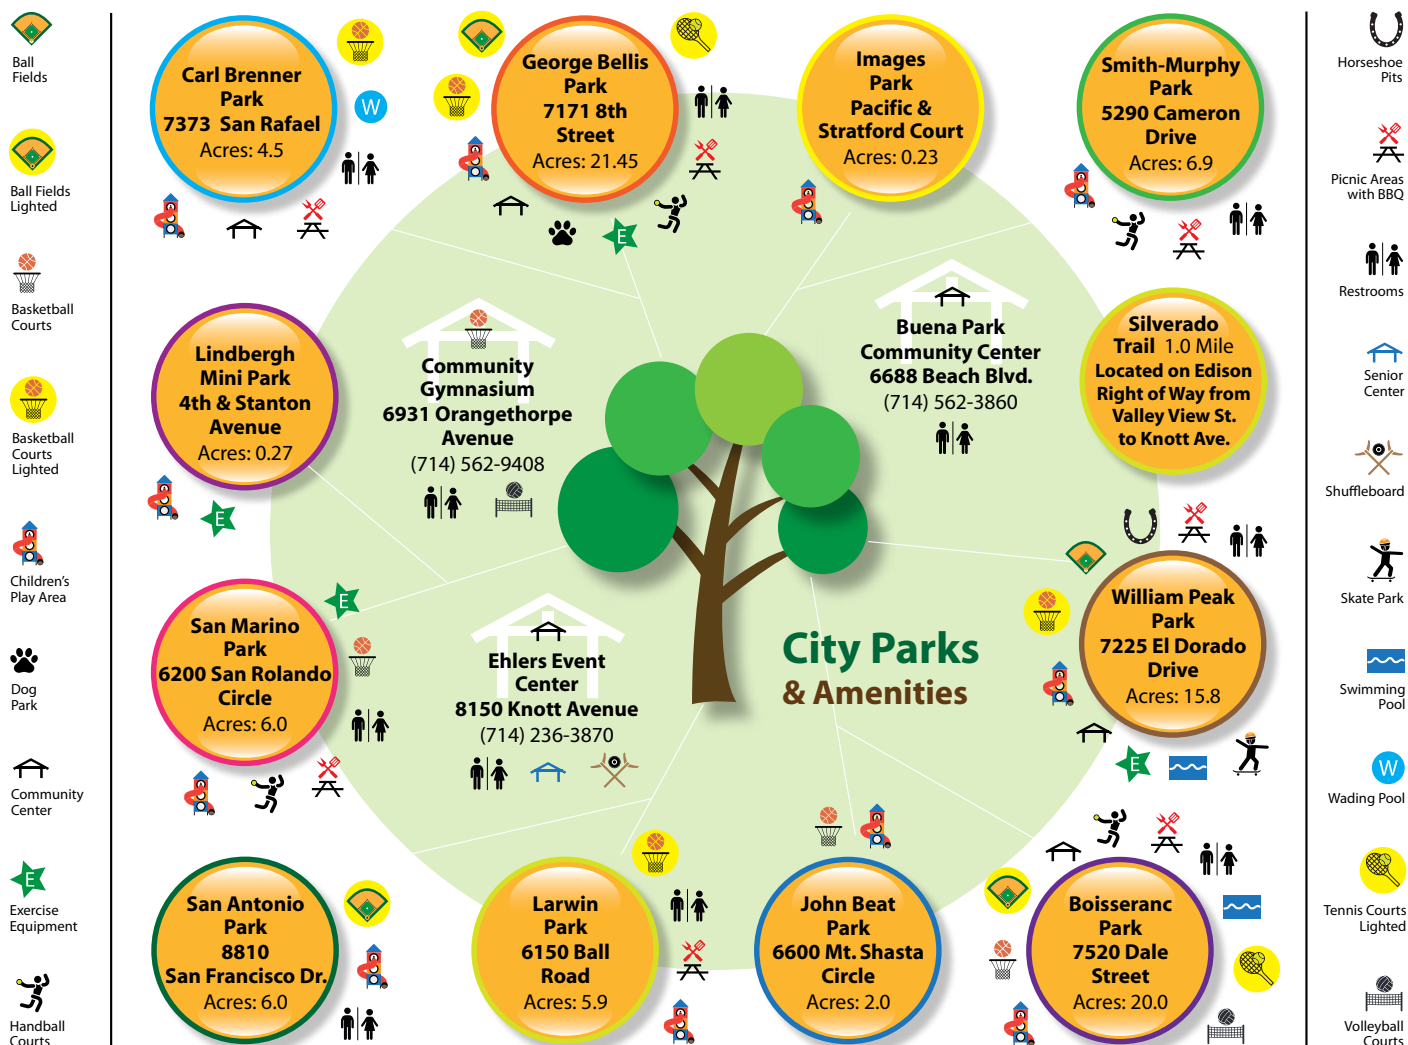 Ball
Fields
Ball Fields
Lighted
Basketball
Courts
Basketball
Courts
Lighted
Children's
Play Area
Dog
Park
Community
Center
E
Exercise
Equipment
Handball
Courts
Carl Brenner
Park
7373 San Rafael
Acres: 4.5
W
George Bellis
Park
7171 8th
Street
Acres: 21.45
E
Images
Park
Pacific &
Stratford Court
Acres: 0.23
Smith-Murphy
Park
5290 Cameron
Drive
Acres: 6.9
Lindbergh
Mini Park
4th & Stanton
Avenue
Acres: 0.27
E
Community
Gymnasium
6931 Orangethorpe
Avenue
(714) 562-9408
Buena Park
Community Center
6688 Beach Blvd.
(714) 562-3860
Silverado
Trail 1.0 Mile
Located on Edison
Right of Way from
Valley View St.
to Knott Ave.
San Marino
Park
6200 San Rolando
Circle
Acres: 6.0
E
Ehlers Event
Center
8150 Knott Avenue
(714) 236-3870
City Parks
& Amenities
William Peak
Park
7225 El Dorado
Drive
Acres: 15.8
E
San Antonio
Park
8810
San Francisco Dr.
Acres: 6.0
Larwin
Park
6150 Ball
Road
Acres: 5.9
John Beat
Park
6600 Mt. Shasta
Circle
Acres: 2.0
Boisseranc
Park
7520 Dale
Street
Acres: 20.0
Horseshoe
Pits
Picnic Areas
with BBQ
Restrooms
Senior
Center
Shuffleboard
Skate Park
Swimming
Pool
W
Wading Pool
Tennis Courts
Lighted
Volleyball
Courts